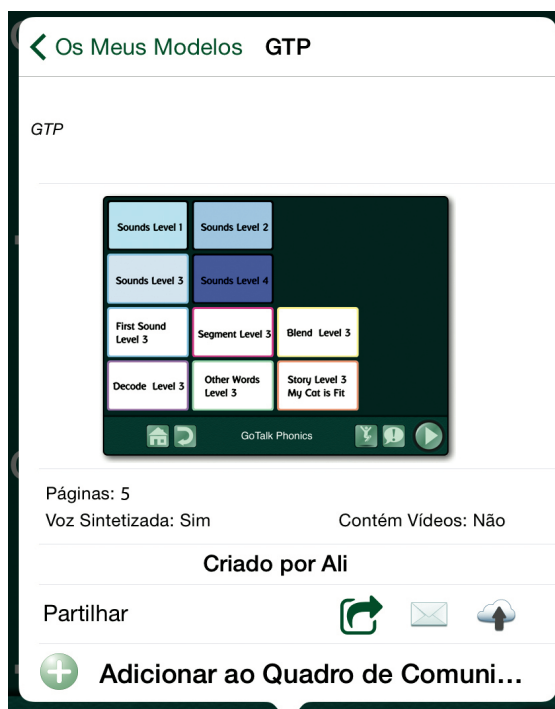 Os Meus Modelos GTP
GTP
Sounds Level 1 Sounds Level 2
Sounds Level 3 Sounds Level 4
First Sound
Level 3
Segment Level 3
Blend Level 3
Decode Level 3
Other Words
Level 3
Story Level 3
My Cat is Fit
GoTalk Phonics
Páginas: 5
Voz Sintetizada: Sim Contém Vídeos: Não
Criado por Ali
Partilhar
Adicionar ao Quadro de Comuni...